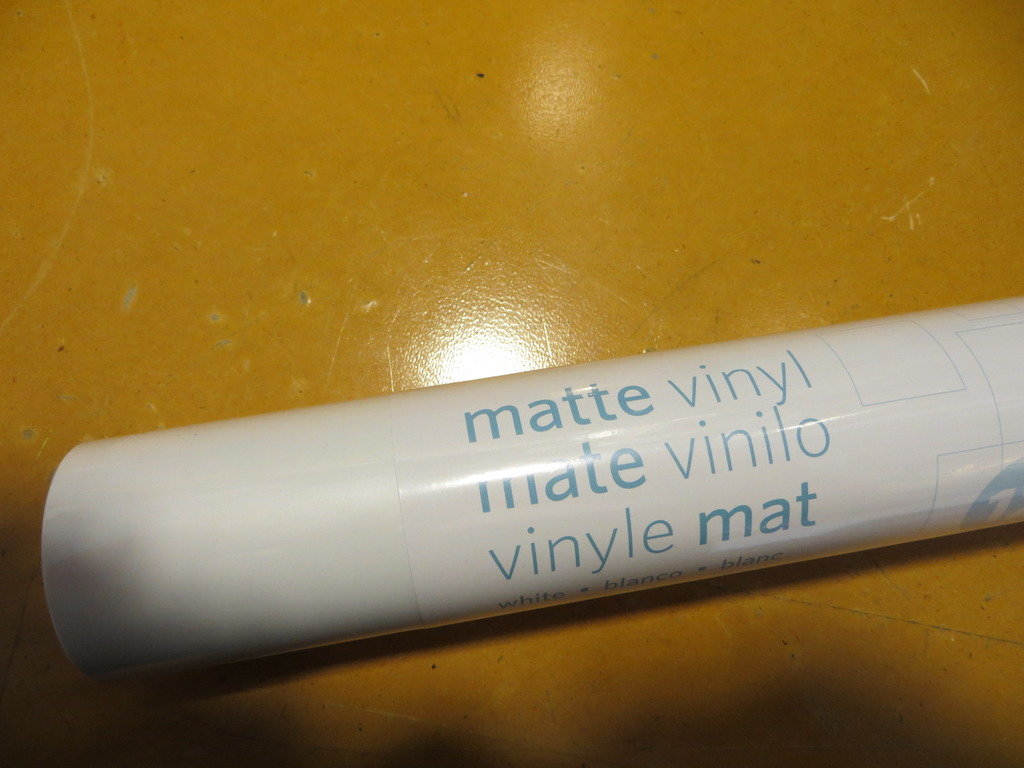 matte vinyl
mate vinilo
vinyle mat
white • blanco • blanc